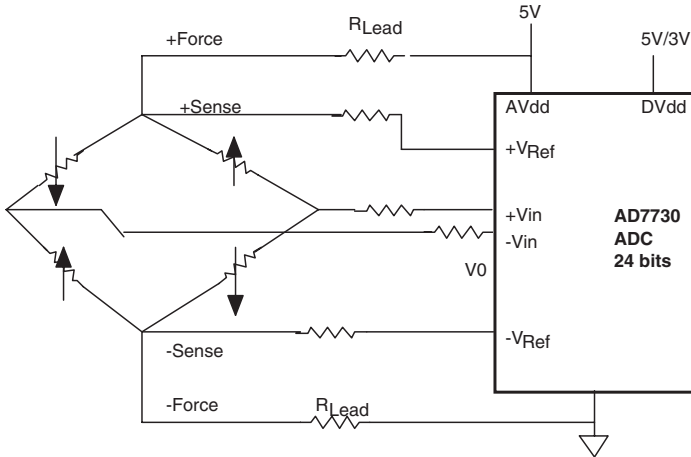 5V
RLead
+Force
5V/3V
+Sense
AVdd
DVdd
+VRef
+Vin
-Vin
AD7730
ADC
24 bits
V0
-VRef
-Sense
-Force
RLead